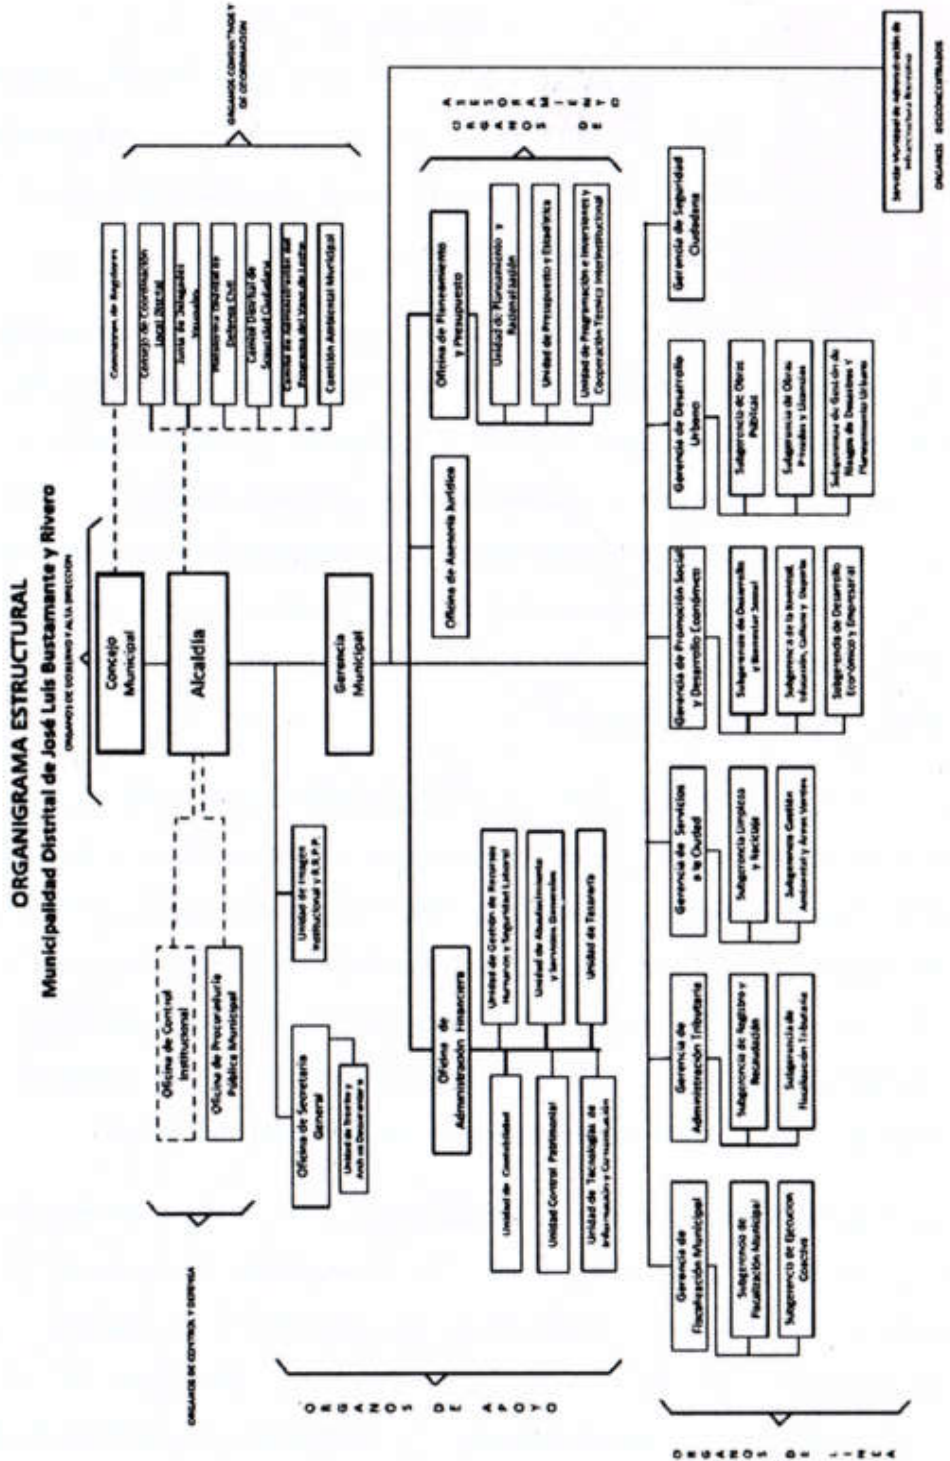 ORGANIGRAMA ESTRUCTURAL
Municipalidad Distrital de José Luis Bustamante y Rivero
ORGANOS DE GOBIERNO Y ALTA DIRECCION
Concejo
Municipal
Alcaldía
Gerencia
Municipal
ORGANOS CONSULTIVOS Y
DE COORDINACION
Comisiones de Regidores
Consejo de Coordinación
Local Distrital
Junta de Delegados
Vecinales
Plataforma Distrital de
Defensa Civil
Comité Distrital de
Seguridad Ciudadana
Comité de Administración del
Programa del Vaso de Leche
Comisión Ambiental Municipal
ORGANOS DE CONTROL Y DEFENSA
Oficina de Control
Institucional
Oficina de Procuraduría
Pública Municipal
ORGANOS DE APOYO
Oficina de Secretaria
General
Unidad de Trámite y
Archivo Documentario
Unidad de Imagen
Institucional y R.R.P.P.
Oficina de
Administración Financiera
Unidad de Contabilidad
Unidad Control Patrimonial
Unidad de Tecnologías de
Información y Comunicación
Unidad de Gestión de Recursos
Humanos y Seguridad Laboral
Unidad de Abastecimiento
y Servicios Generales
Unidad de Tesorería
Oficina de Asesoría Jurídica
Oficina de Planeamiento
y Presupuesto
Unidad de Planeamiento y
Racionalización
Unidad de Presupuesto y Estadística
Unidad de Programación e Inversiones y
Cooperación Técnica Interinstitucional
ORGANOS DE
ASESORAMIENTO
ORGANOS DE LINEA
Gerencia de
Fiscalización Municipal
Subgerencia de
Fiscalización Municipal
Subgerencia de Ejecución
Coactiva
Gerencia de
Administración Tributaria
Subgerencia de Registro y
Recaudación
Subgerencia de
Fiscalización Tributaria
Gerencia de Servicios
a la Ciudad
Subgerencia Limpieza
y Reciclaje
Subgerencia Gestión
Ambiental y Areas Verdes
Gerencia de Promoción Social
y Desarrollo Económico
Subgerencia de Desarrollo
y Bienestar Social
Subgerencia de la Juventud,
Educación, Cultura y Deporte
Subgerencia de Desarrollo
Económico y Empresarial
Gerencia de Desarrollo
Urbano
Subgerencia de Obras
Públicas
Subgerencia de Obras
Privadas y Licencias
Subgerencia de Gestión de
Riesgos de Desastres Y
Planeamiento Urbano
Gerencia de Seguridad
Ciudadana
Servicio Municipal de Administración de
Infraestructura Recreativa
ORGANOS DESCONCENTRADOS